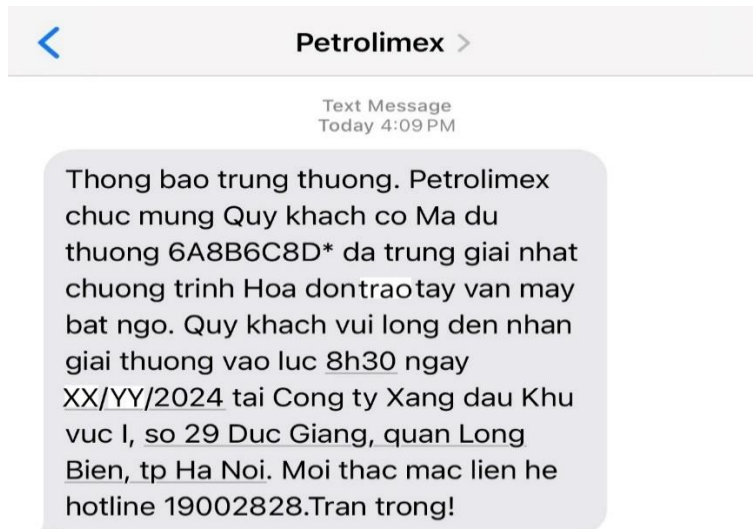 Petrolimex >
Text Message
Today 4:09 PM
Thong bao trung thuong. Petrolimex
chuc mung Quy khach co Ma du
thuong 6A8B6C8D* da trung giai nhat
chuong trinh Hoa don trao tay van may
bat ngo. Quy khach vui long den nhan
giai thuong vao luc 8h30 ngay
XX/YY/2024 tai Cong ty Xang dau Khu
vuc I, so 29 Duc Giang, quan Long
Bien, tp Ha Noi. Moi thac mac lien he
hotline 19002828.Tran trong!